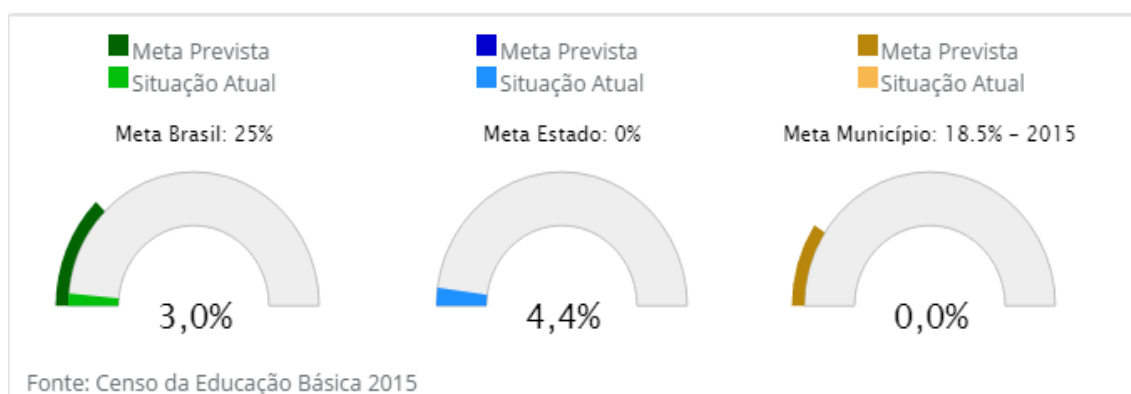 Meta Prevista
Situação Atual
Meta Brasil: 25%
3,0%
Meta Prevista
Situação Atual
Meta Estado: 0%
4,4%
Meta Prevista
Situação Atual
Meta Município: 18.5% – 2015
0,0%
Fonte: Censo da Educação Básica 2015